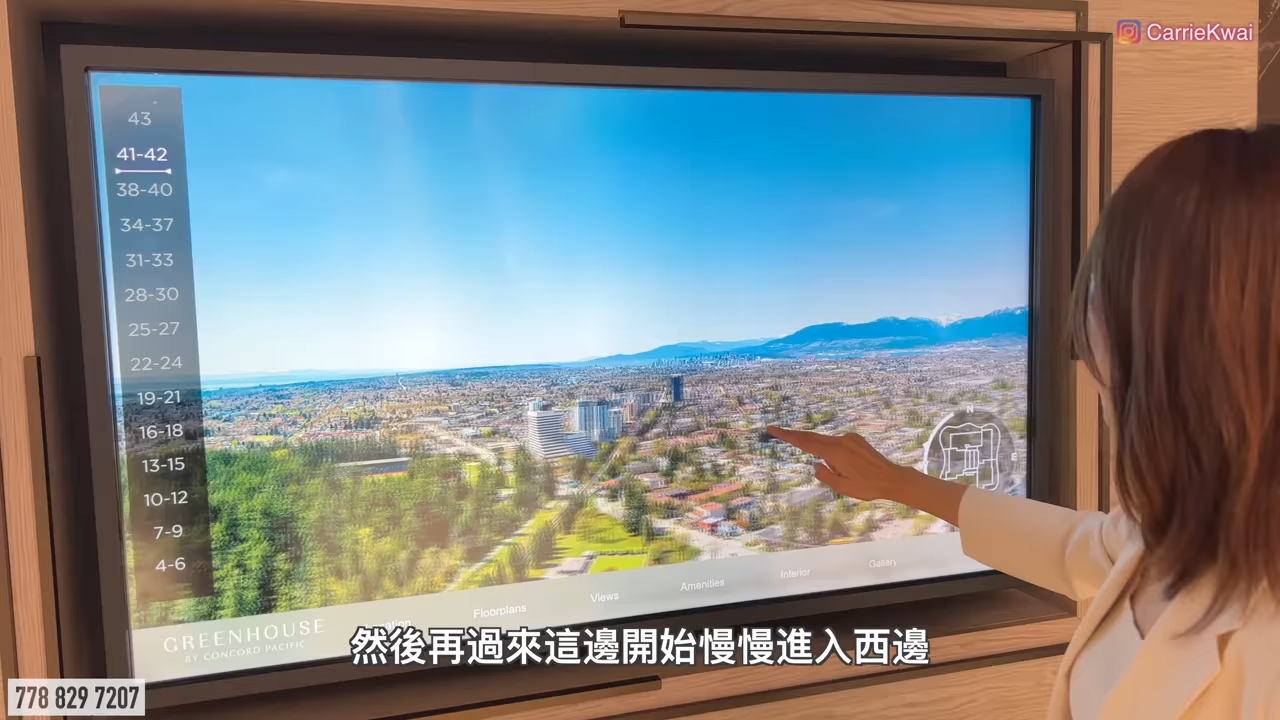 CarrieKwai
43
41-42
38-40
34-37
31-33
28-30
25-27
22-24
19-21
16-18
13-15
10-12
7-9
4-6
N
E
Floorplans
Views
Amenities
Interior
Gallery
GREENHOUSE
BY CONCORD PACIFIC
然後再過來這邊開始慢慢進入西邊
778 829 7207